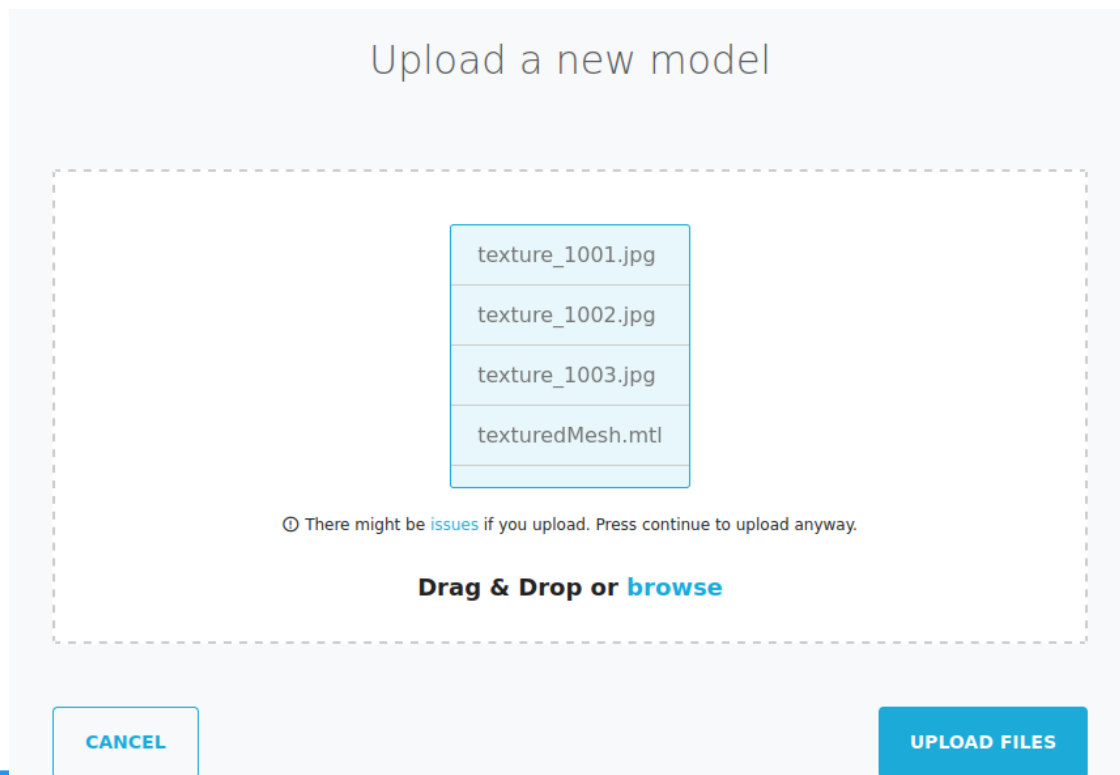 Upload a new model
texture_1001.jpg
texture_1002.jpg
texture_1003.jpg
texturedMesh.mtl
There might be issues if you upload. Press continue to upload anyway.
Drag & Drop or browse
CANCEL
UPLOAD FILES